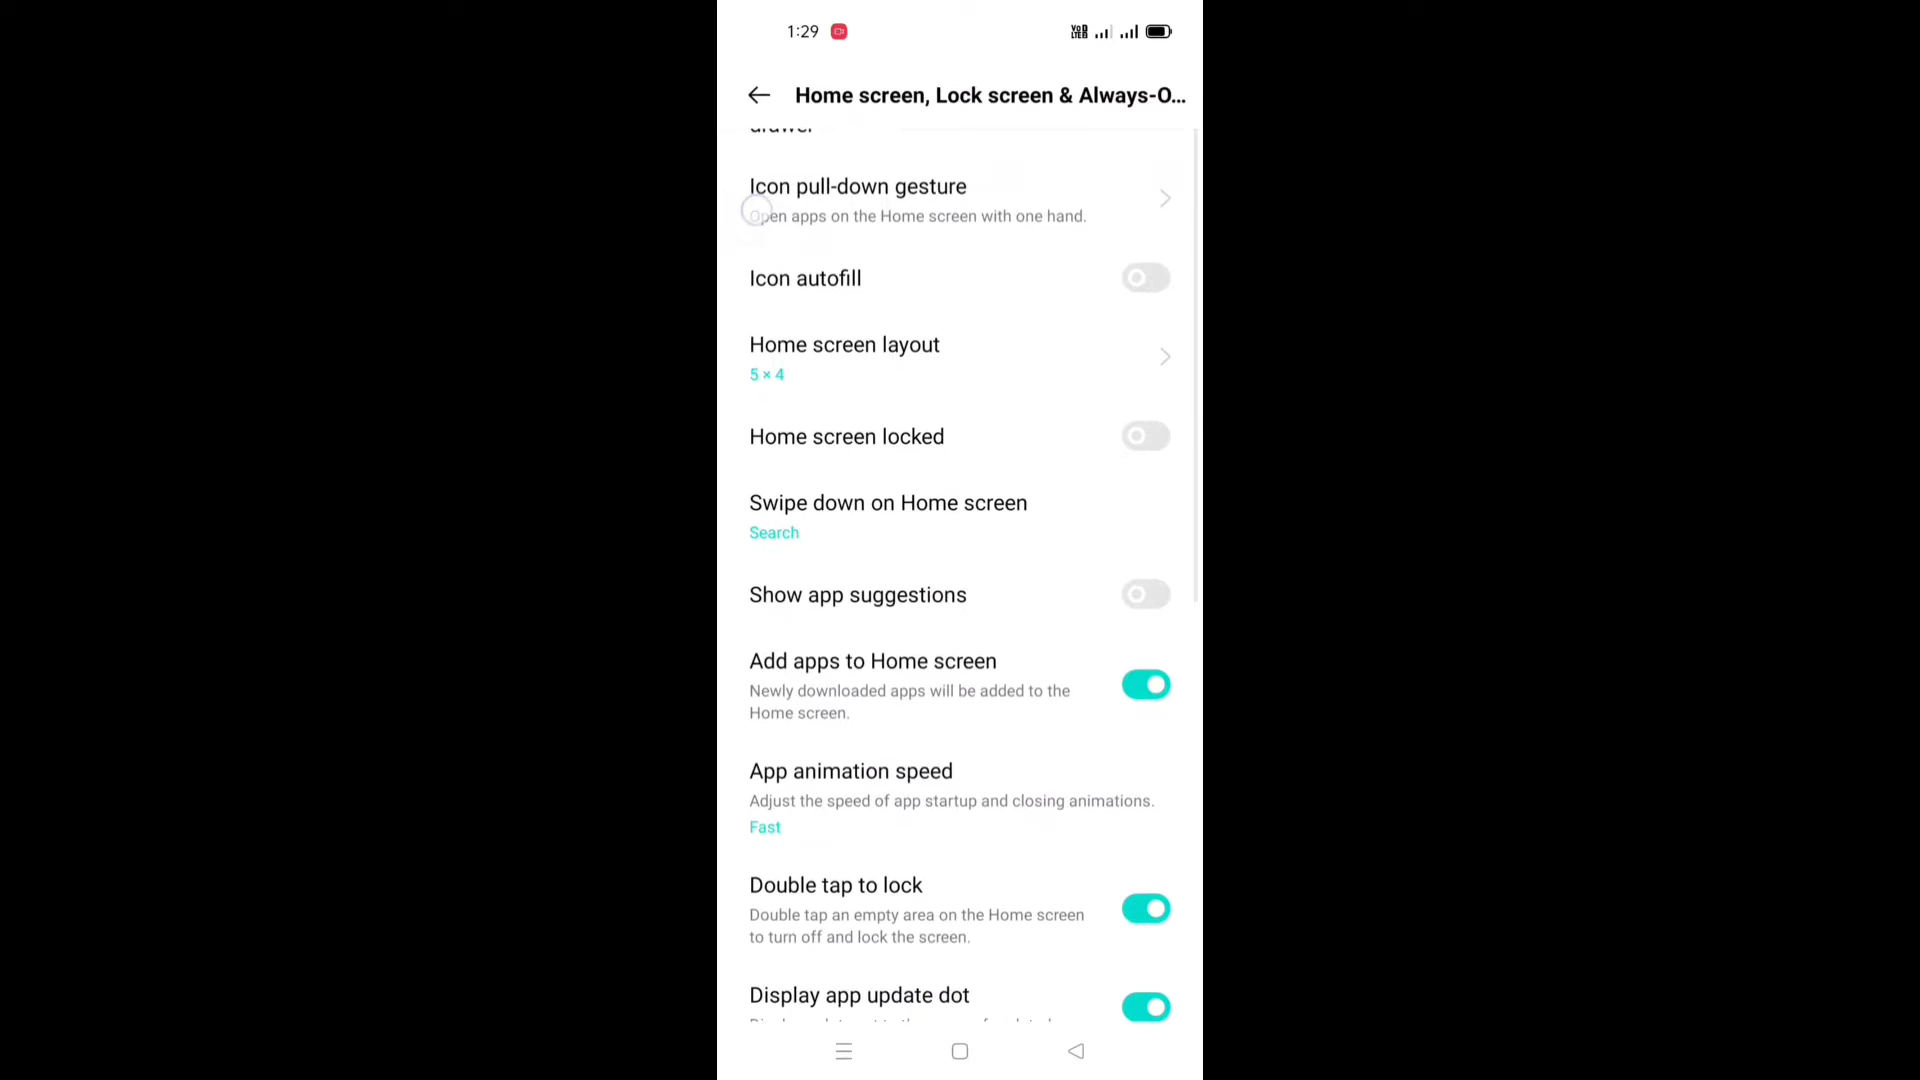 1:29
VoD
LTE2
Home screen, Lock screen & Always-O...
drawer
Icon pull-down gesture
Open apps on the Home screen with one hand.
Icon autofill
Home screen layout
5 × 4
Home screen locked
Swipe down on Home screen
Search
Show app suggestions
Add apps to Home screen
Newly downloaded apps will be added to the
Home screen.
App animation speed
Adjust the speed of app startup and closing animations.
Fast
Double tap to lock
Double tap an empty area on the Home screen
to turn off and lock the screen.
Display app update dot